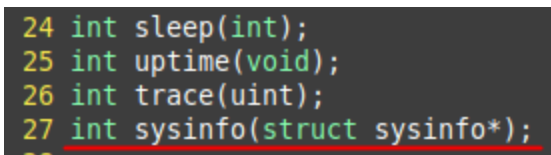 24 int sleep(int);
25 int uptime(void);
26 int trace(uint);
27 int sysinfo(struct sysinfo*);